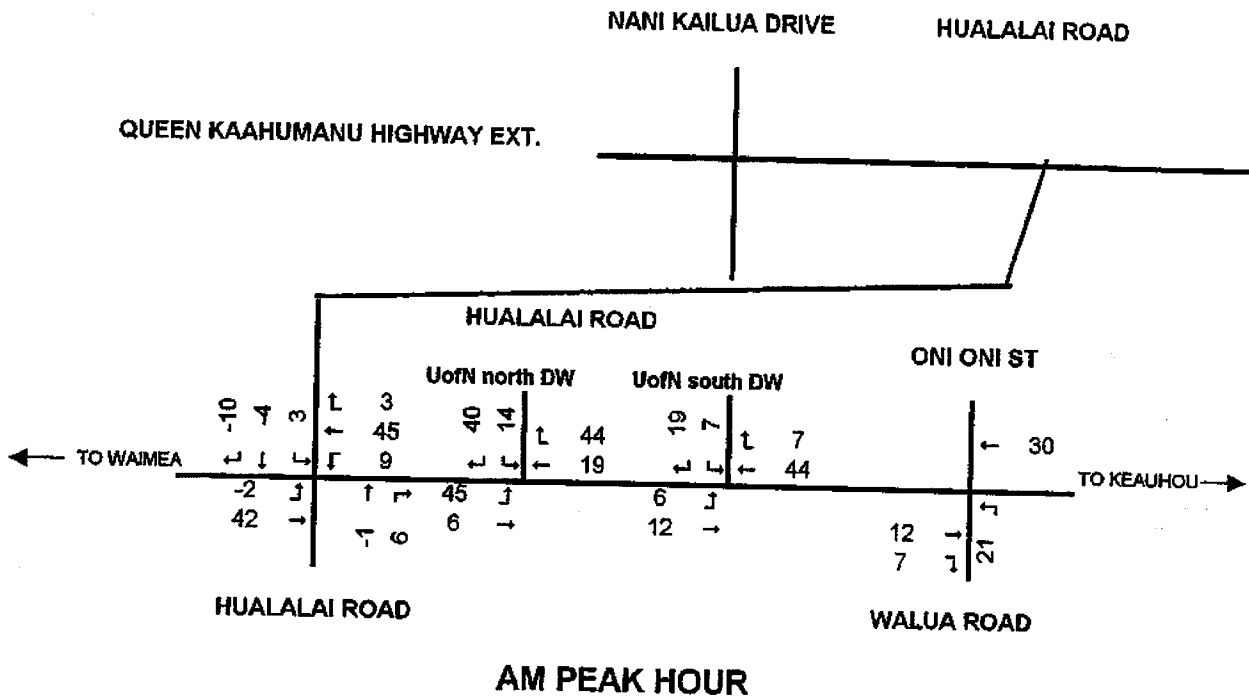 NANI KAILUA DRIVE HUALALAI ROAD
QUEEN KAAHUMANU HIGHWAY EXT.
HUALALAI ROAD
ONI ONI ST
UofN north DW UofN south DW
-10 -4 3 3 40 14 44 19 7 7
45 19 44 30
← TO WAIMEA 9 TO KEAUHOU →
-2 45 6
42 6 12 12
-1 6 7 21
HUALALAI ROAD WALUA ROAD
AM PEAK HOUR